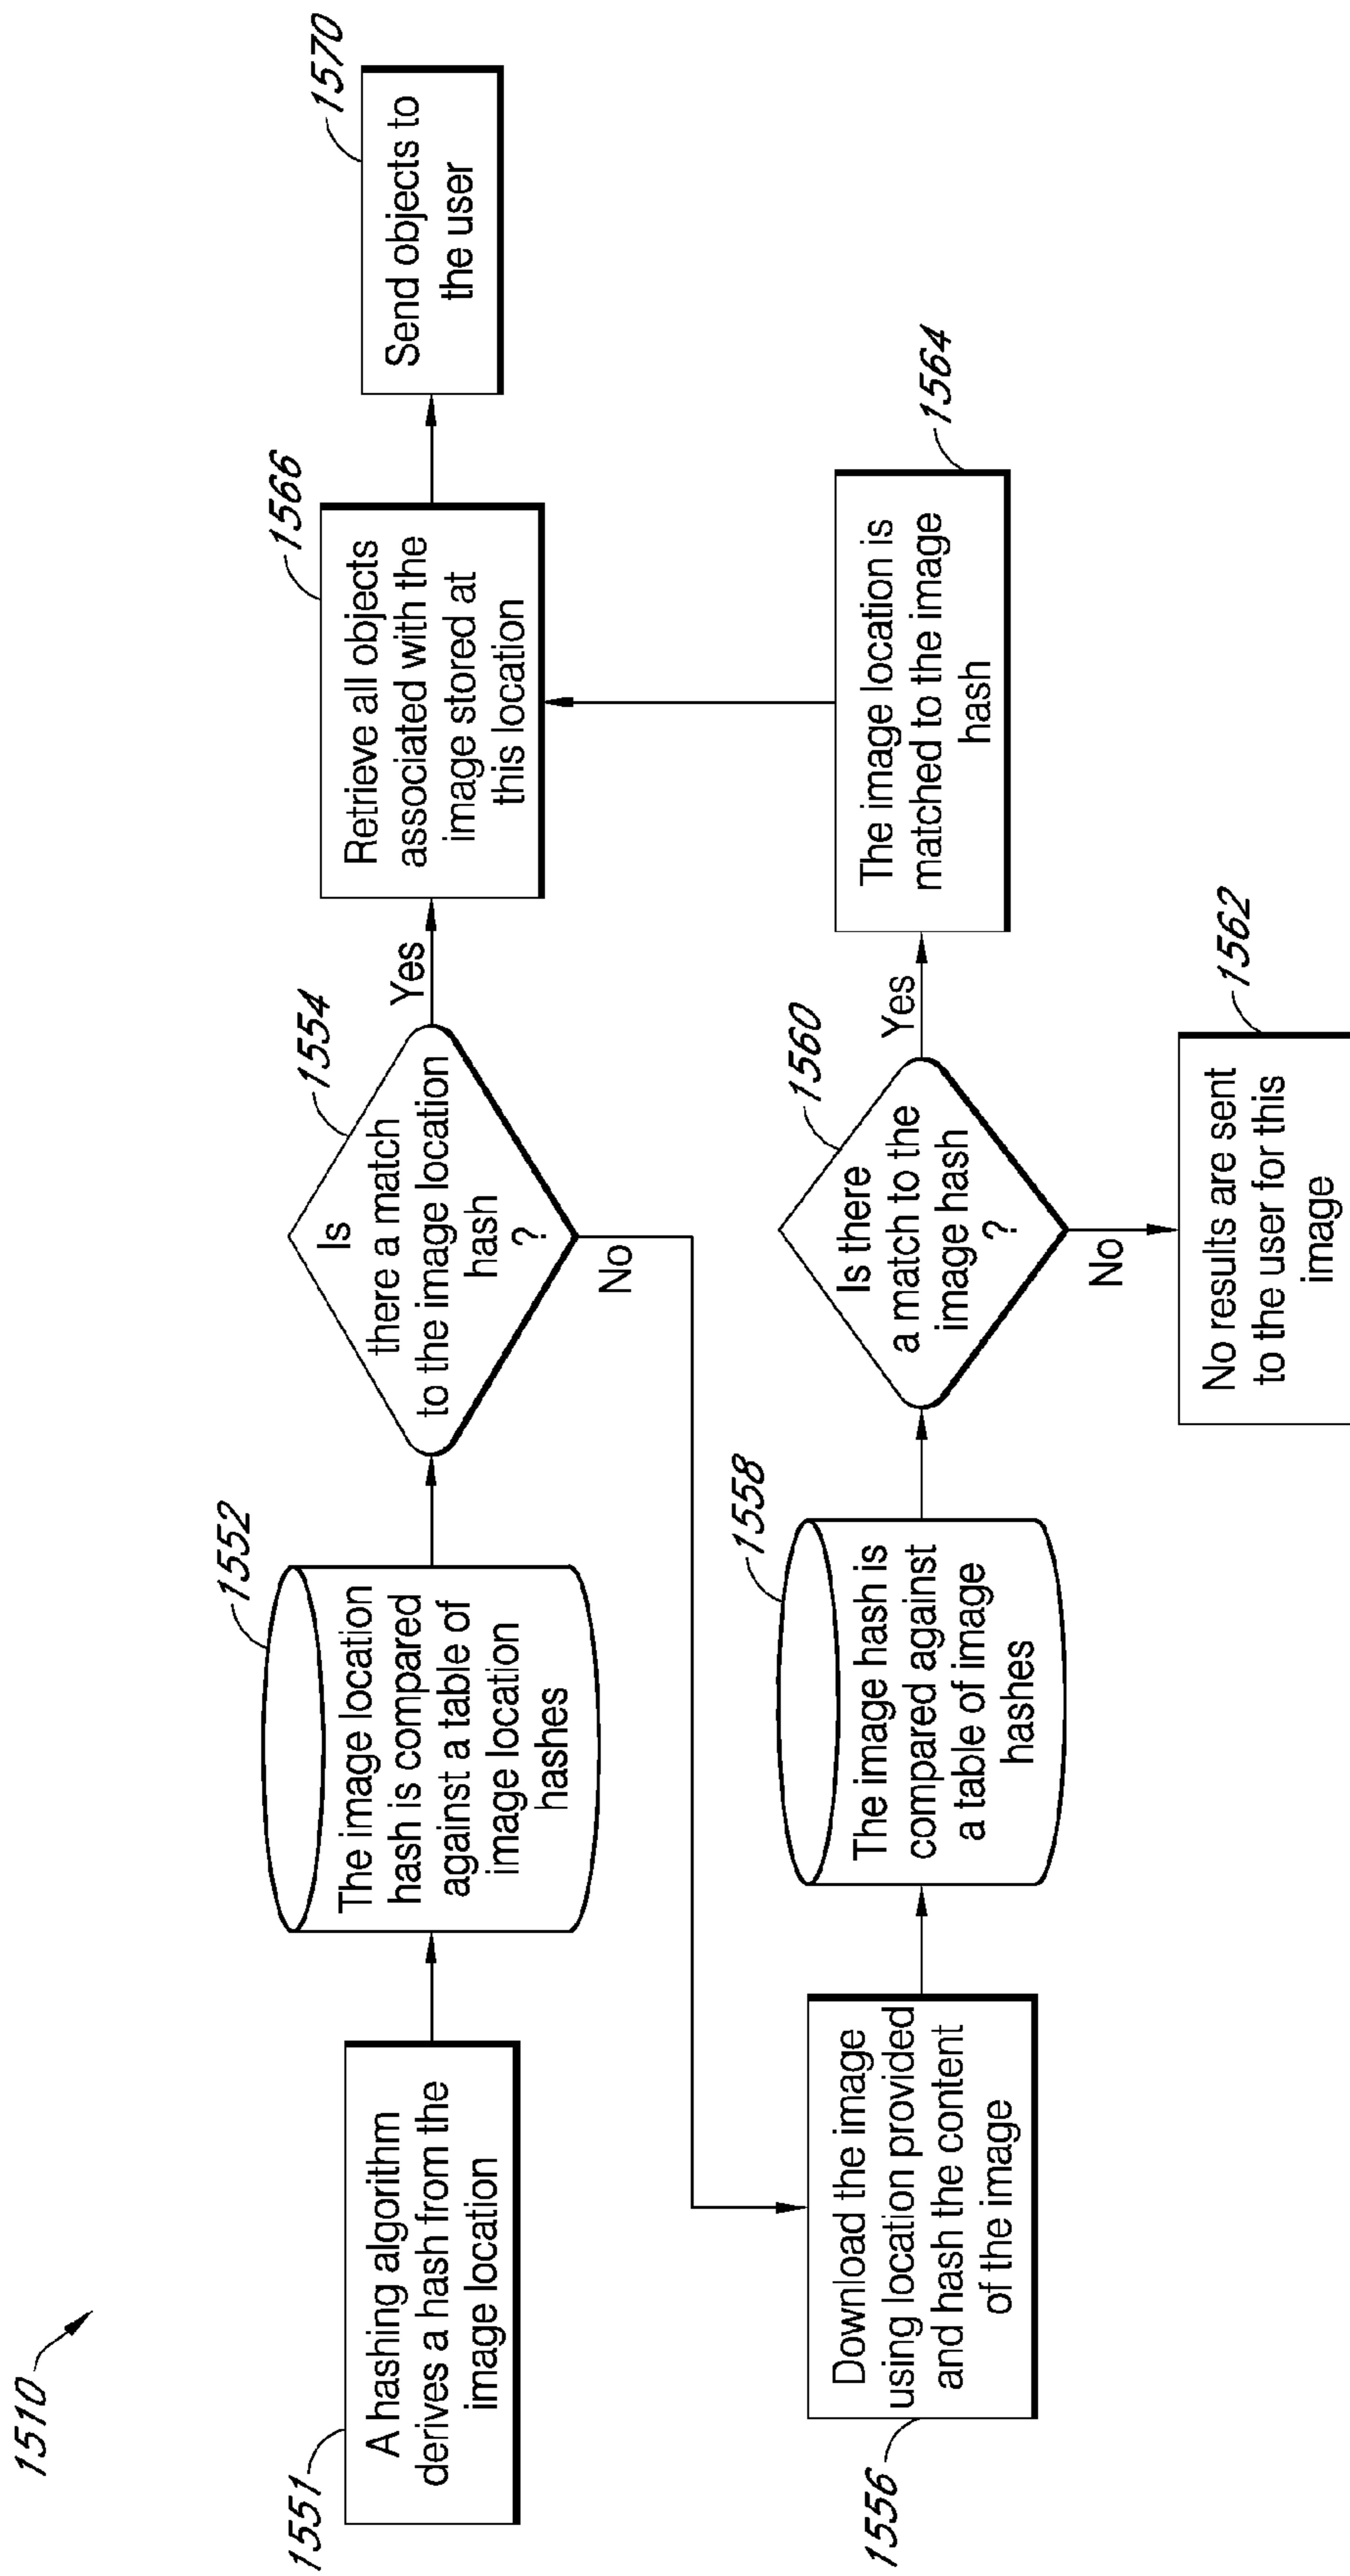 1510
1551
A hashing algorithm
derives a hash from the
image location
1552
The image location
hash is compared
against a table of
image location
hashes
1554
Is
there a match
to the image location
hash
?
Yes
No
1566
Retrieve all objects
associated with the
image stored at
this location
1570
Send objects to
the user
1556
Download the image
using location provided
and hash the content
of the image
1558
The image hash is
compared against
a table of image
hashes
1560
Is there
a match to the
image hash
?
Yes
No
1564
The image location is
matched to the image
hash
1562
No results are sent
to the user for this
image